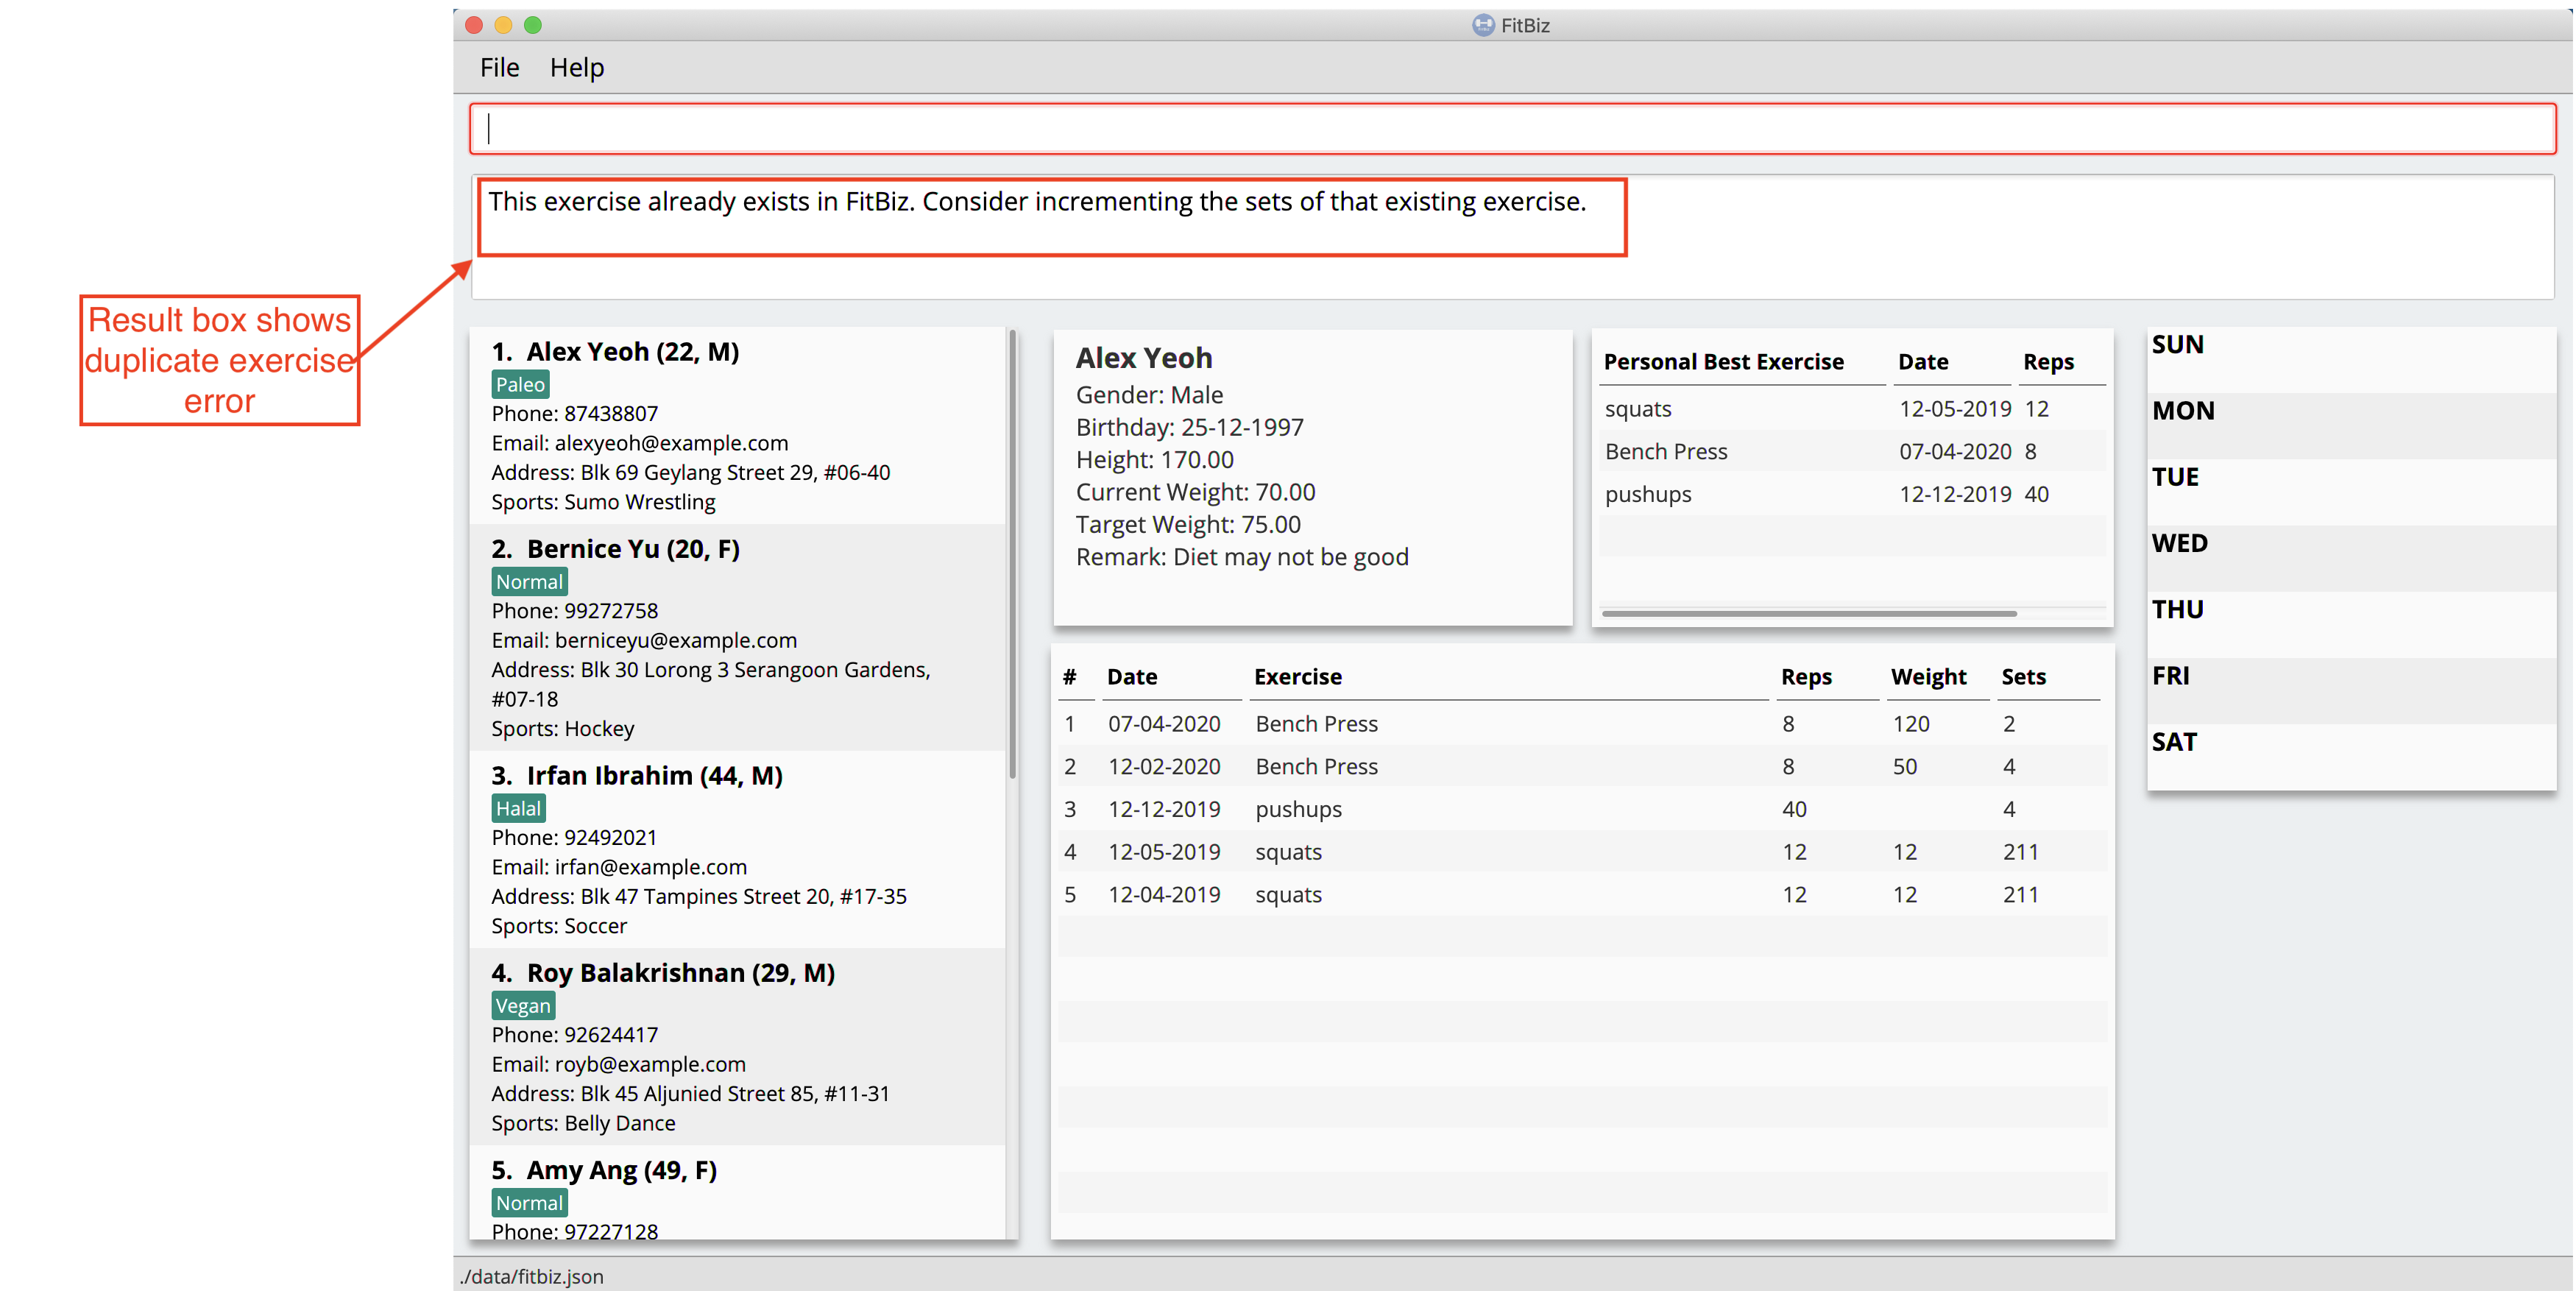 FitBiz
File Help
This exercise already exists in FitBiz. Consider incrementing the sets of that existing exercise.
Result box shows
duplicate exercise
error
1. Alex Yeoh (22, M)
Paleo
Phone: 87438807
Email: alexyeoh@example.com
Address: Blk 69 Geylang Street 29, #06-40
Sports: Sumo Wrestling
2. Bernice Yu (20, F)
Normal
Phone: 99272758
Email: berniceyu@example.com
Address: Blk 30 Lorong 3 Serangoon Gardens,
#07-18
Sports: Hockey
3. Irfan Ibrahim (44, M)
Halal
Phone: 92492021
Email: irfan@example.com
Address: Blk 47 Tampines Street 20, #17-35
Sports: Soccer
4. Roy Balakrishnan (29, M)
Vegan
Phone: 92624417
Email: royb@example.com
Address: Blk 45 Aljunied Street 85, #11-31
Sports: Belly Dance
5. Amy Ang (49, F)
Normal
Phone: 97227128
Alex Yeoh
Gender: Male
Birthday: 25-12-1997
Height: 170.00
Current Weight: 70.00
Target Weight: 75.00
Remark: Diet may not be good
Personal Best Exercise Date Reps
squats 12-05-2019 12
Bench Press 07-04-2020 8
pushups 12-12-2019 40
# Date Exercise Reps Weight Sets
1 07-04-2020 Bench Press 8 120 2
2 12-02-2020 Bench Press 8 50 4
3 12-12-2019 pushups 40 4
4 12-05-2019 squats 12 12 211
5 12-04-2019 squats 12 12 211
SUN
MON
TUE
WED
THU
FRI
SAT
./data/fitbiz.json